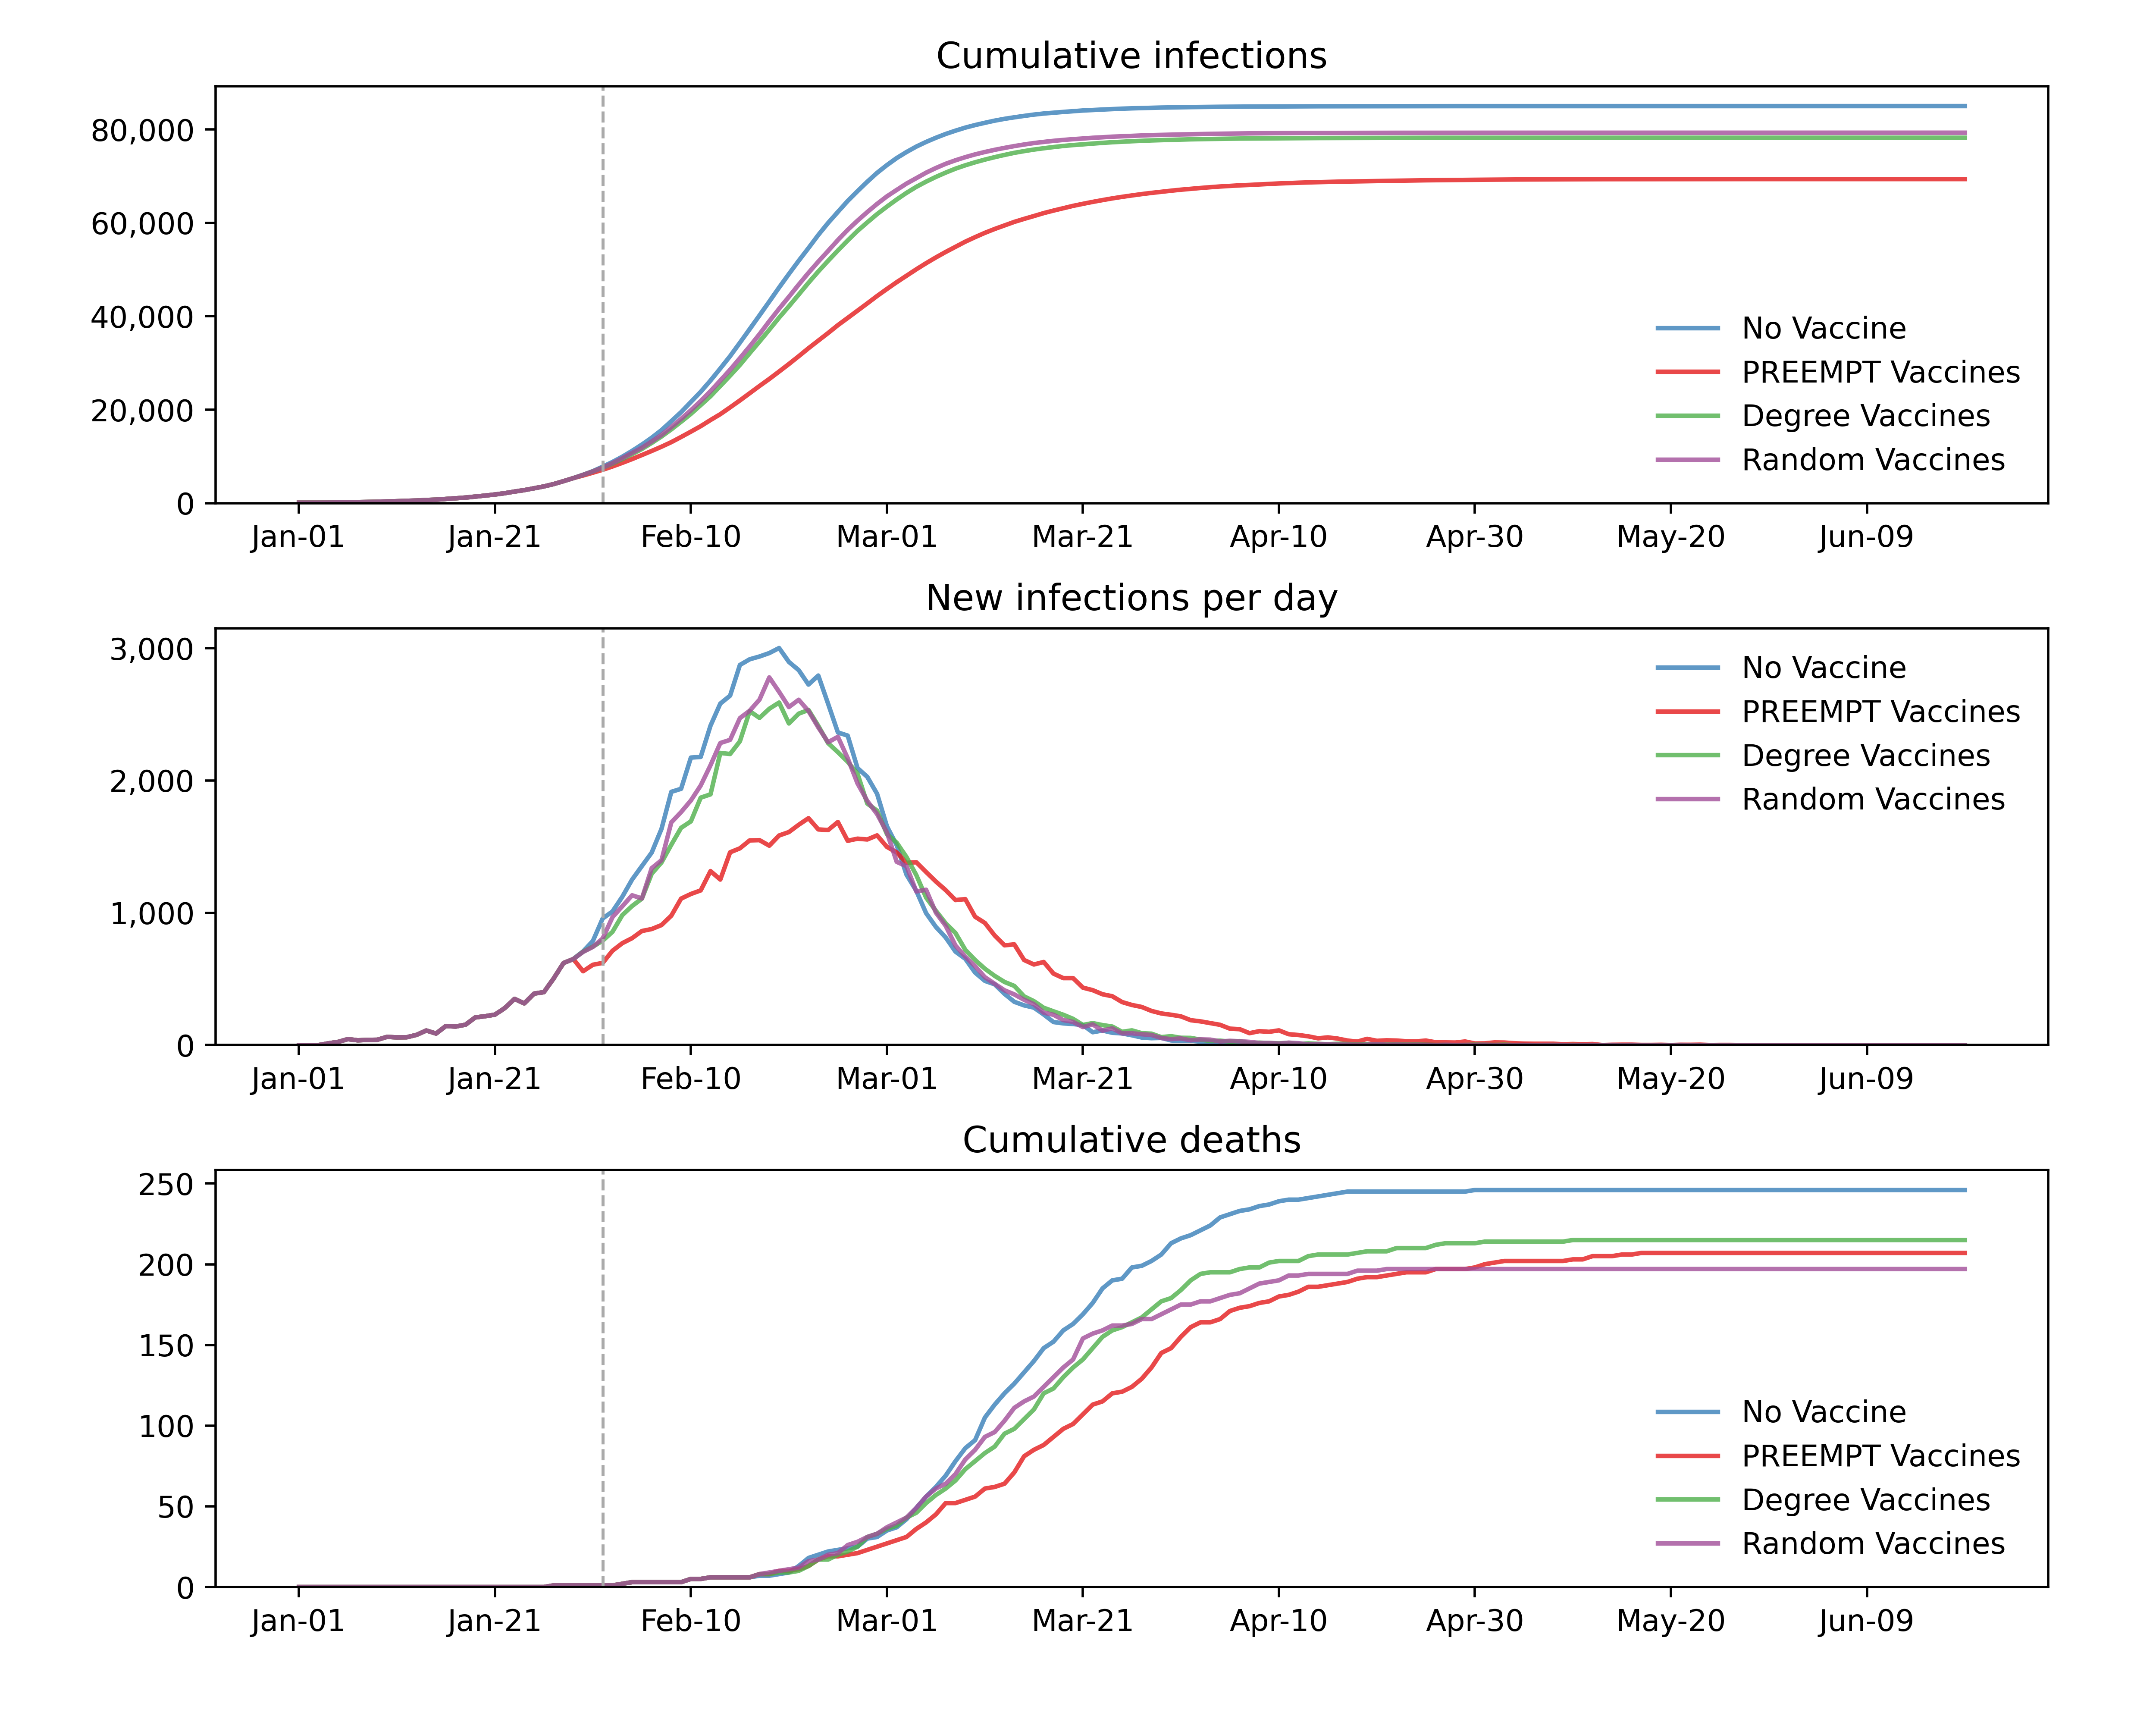 Cumulative infections
80,000
60,000
40,000
20,000
0
No Vaccine
PREEMPT Vaccines
Degree Vaccines
Random Vaccines
Jan-01 Jan-21 Feb-10 Mar-01 Mar-21 Apr-10 Apr-30 May-20 Jun-09
New infections per day
3,000
2,000
1,000
0
No Vaccine
PREEMPT Vaccines
Degree Vaccines
Random Vaccines
Jan-01 Jan-21 Feb-10 Mar-01 Mar-21 Apr-10 Apr-30 May-20 Jun-09
Cumulative deaths
250
200
150
100
50
0
No Vaccine
PREEMPT Vaccines
Degree Vaccines
Random Vaccines
Jan-01 Jan-21 Feb-10 Mar-01 Mar-21 Apr-10 Apr-30 May-20 Jun-09